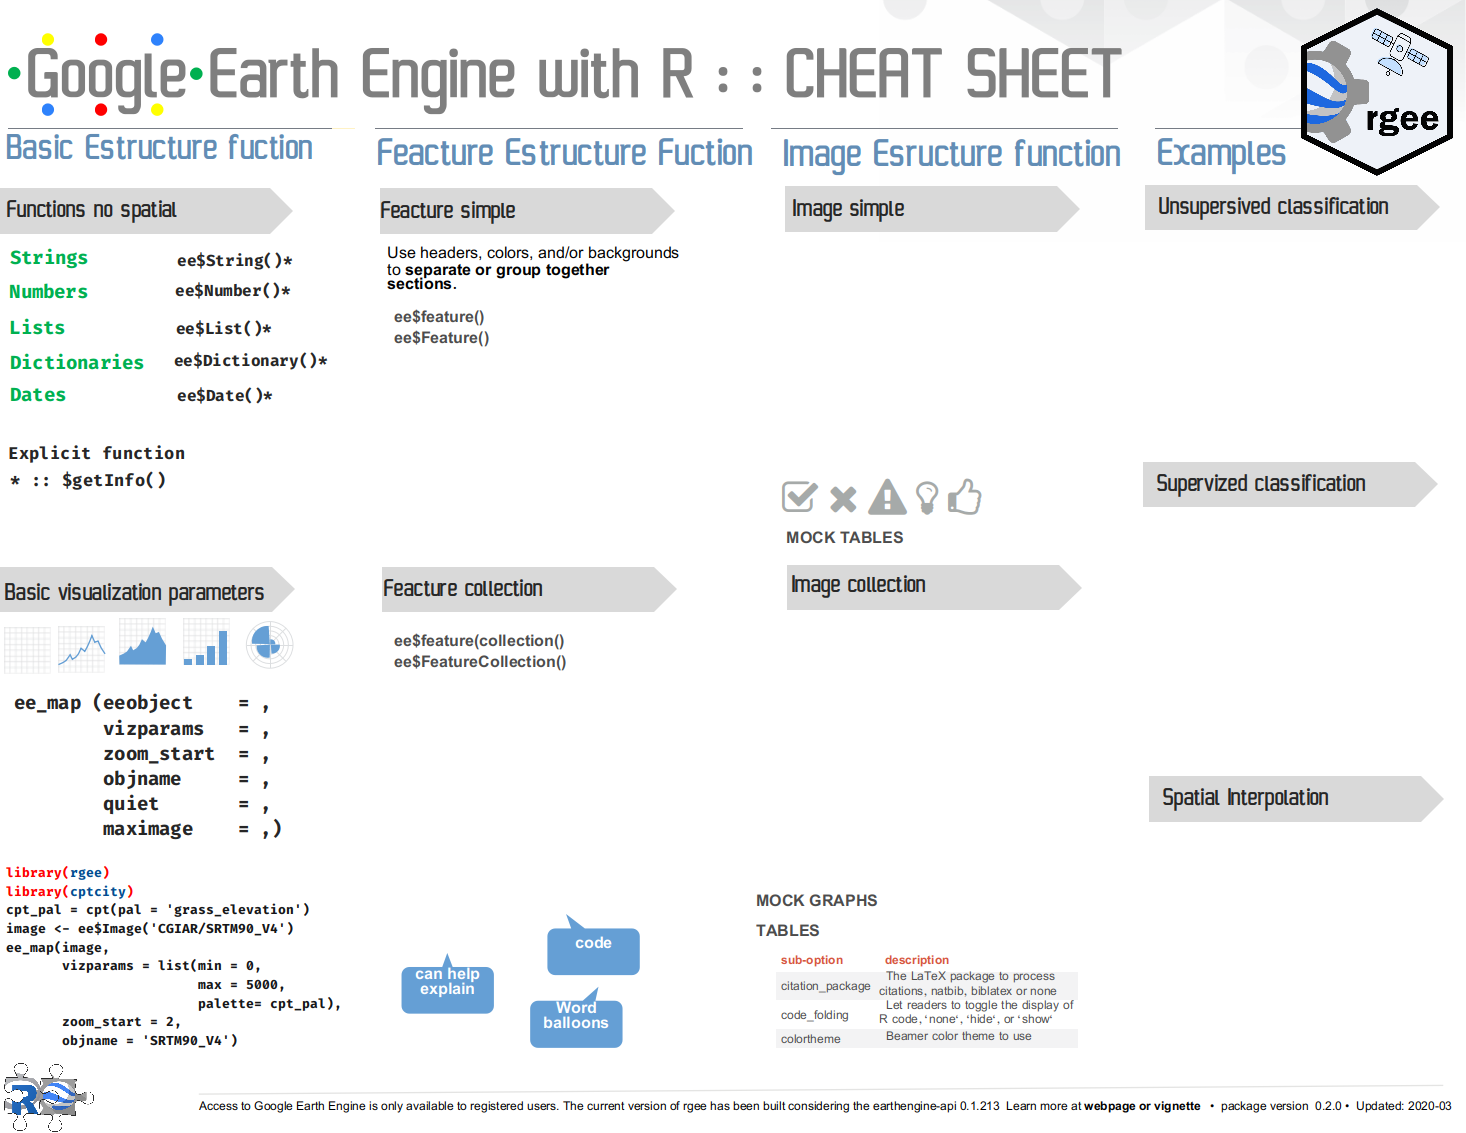 Google Earth Engine with R :: CHEAT SHEET
rgee
Basic Estructure fuction
Functions no spatial
Strings ee$String()*
Numbers ee$Number()*
Lists ee$List()*
Dictionaries ee$Dictionary()*
Dates ee$Date()*
Explicit function
* :: $getInfo()
Basic visualization parameters
ee_map (eeobject = ,
vizparams = ,
zoom_start = ,
objname = ,
quiet = ,
maximage = ,)
library(rgee)
library(cptcity)
cpt_pal = cpt(pal = 'grass_elevation')
image <- ee$Image('CGIAR/SRTM90_V4')
ee_map(image,
vizparams = list(min = 0,
max = 5000,
palette= cpt_pal),
zoom_start = 2,
objname = 'SRTM90_V4')
Feacture Estructure Fuction
Feacture simple
Use headers, colors, and/or backgrounds
to separate or group together
sections.
ee$feature()
ee$Feature()
Feacture collection
ee$feature(collection()
ee$FeatureCollection()
code
can help
explain
Word
balloons
Image Esructure function
Image simple
MOCK TABLES
Image collection
MOCK GRAPHS
TABLES
sub-option description
citation_package The LaTeX package to process
citations, natbib, biblatex or none
code_folding Let readers to toggle the display of
R code, ‘none‘, ‘hide‘, or ‘show‘
colortheme Beamer color theme to use
Examples
Unsupersived classification
Supervized classification
Spatial Interpolation
R
Access to Google Earth Engine is only available to registered users. The current version of rgee has been built considering the earthengine-api 0.1.213 Learn more at webpage or vignette • package version 0.2.0 • Updated: 2020-03